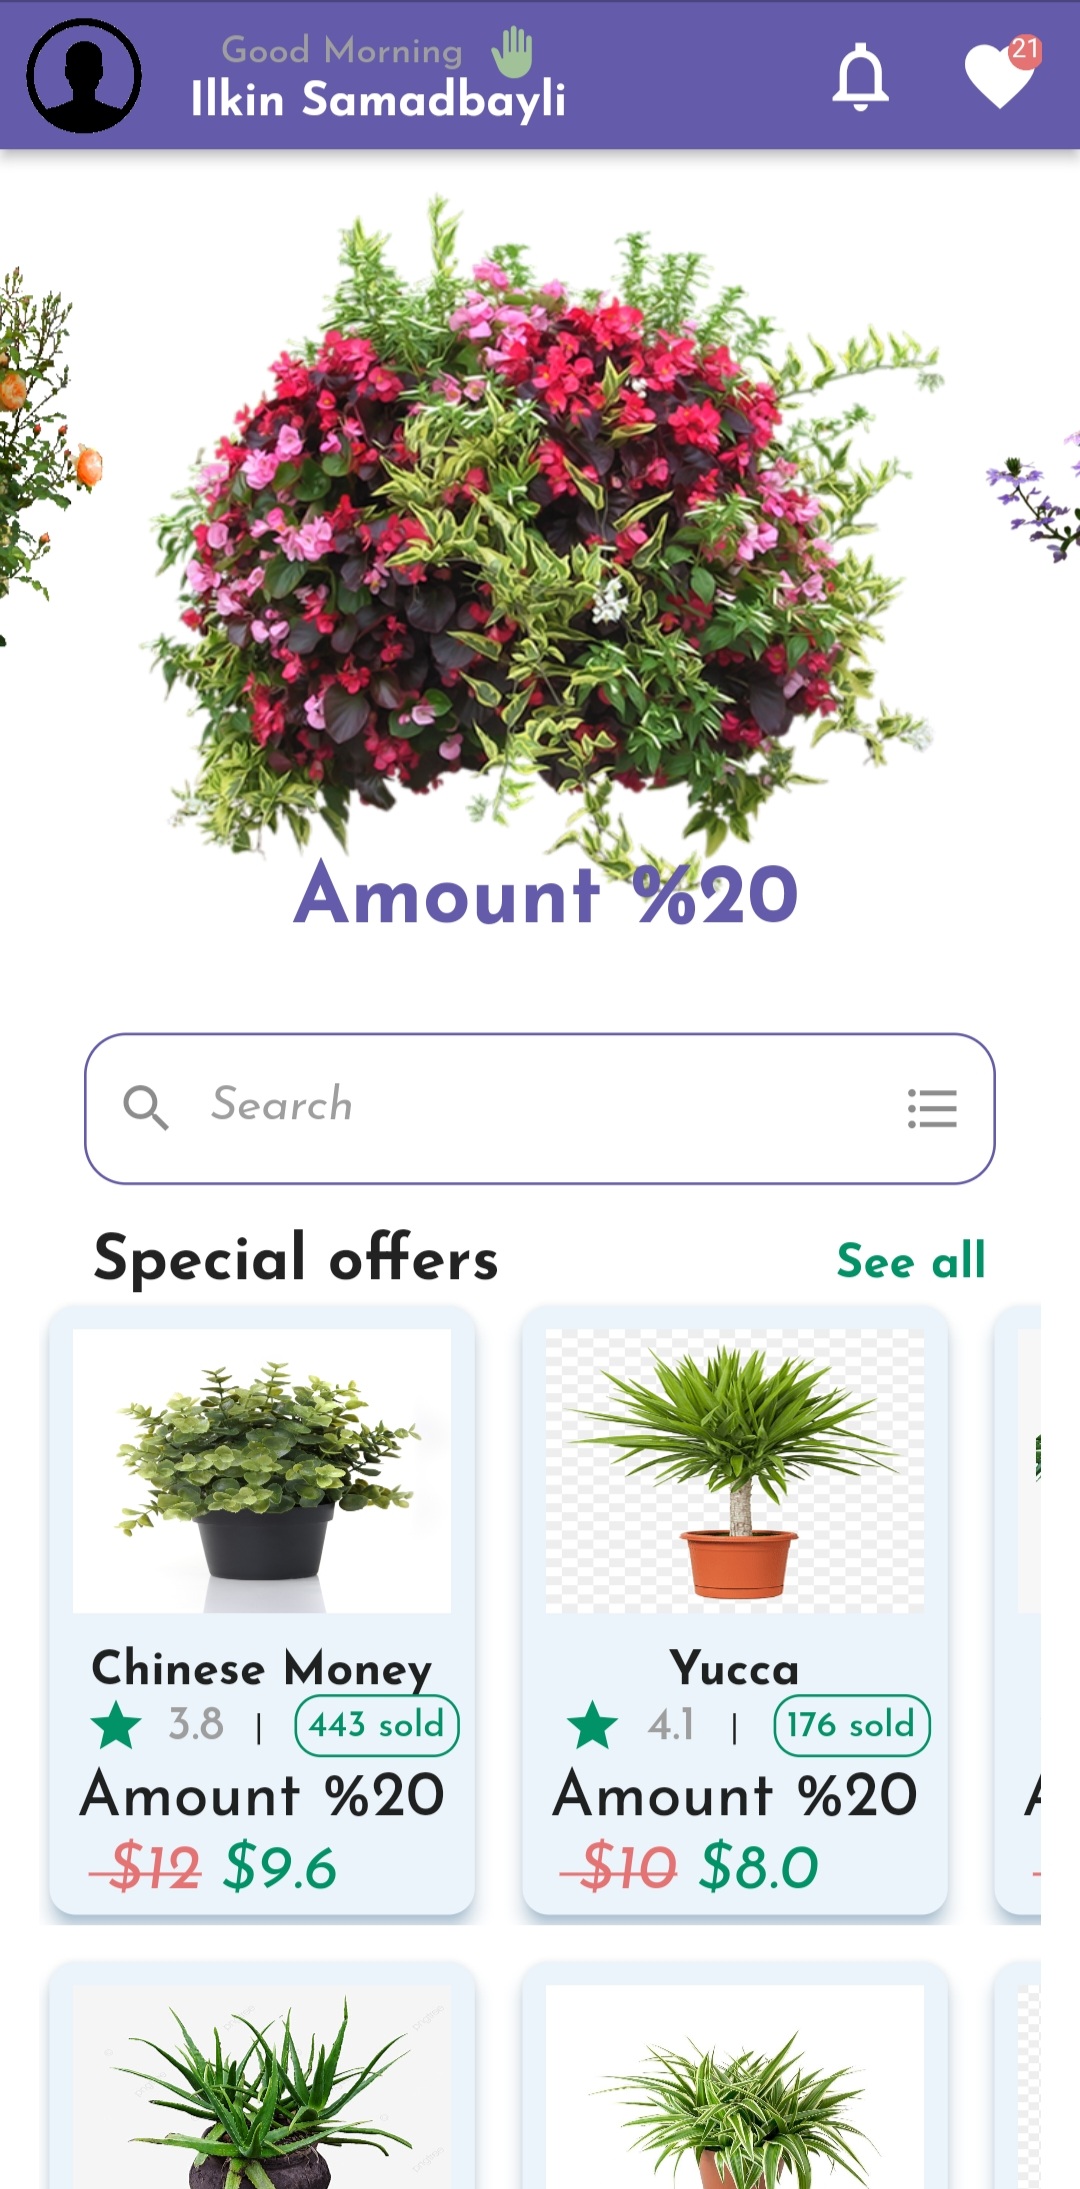 Good Morning
Ilkin Samadbayli
21
Amount %20
Search
Special offers
See all
Chinese Money
3.8 | 443 sold
Amount %20
$12 $9.6
Yucca
4.1 | 176 sold
Amount %20
$10 $8.0